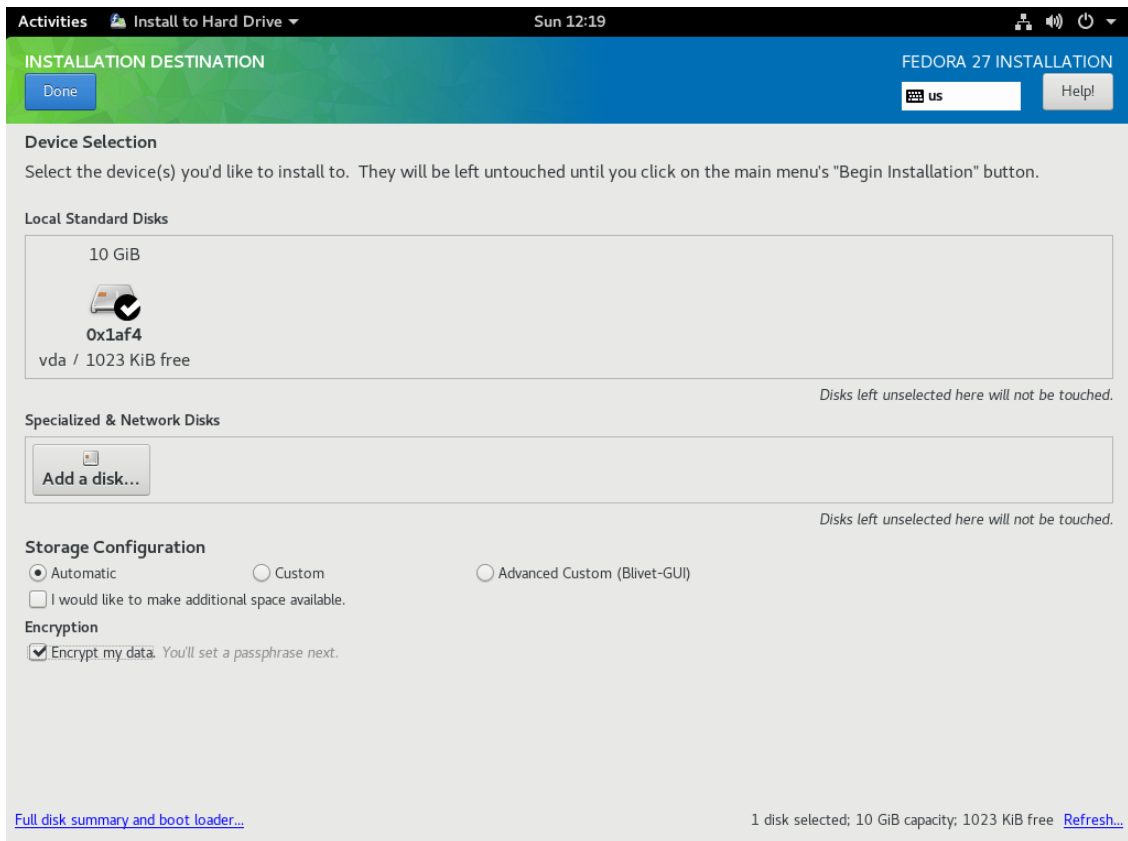 Activities Install to Hard Drive Sun 12:19
INSTALLATION DESTINATION FEDORA 27 INSTALLATION
Done us Help!
Device Selection
Select the device(s) you'd like to install to. They will be left untouched until you click on the main menu's "Begin Installation" button.
Local Standard Disks
10 GiB
0x1af4
vda / 1023 KiB free
Disks left unselected here will not be touched.
Specialized & Network Disks
Add a disk...
Disks left unselected here will not be touched.
Storage Configuration
Automatic Custom Advanced Custom (Blivet-GUI)
I would like to make additional space available.
Encryption
Encrypt my data. You'll set a passphrase next.
Full disk summary and boot loader... 1 disk selected; 10 GiB capacity; 1023 KiB free Refresh...